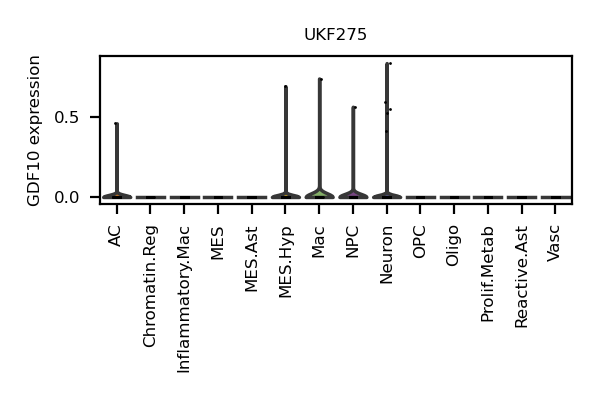 UKF275
GDF10 expression
0.5
0.0
AC
Chromatin.Reg
Inflammatory.Mac
MES
MES.Ast
MES.Hyp
Mac
NPC
Neuron
OPC
Oligo
Prolif.Metab
Reactive.Ast
Vasc